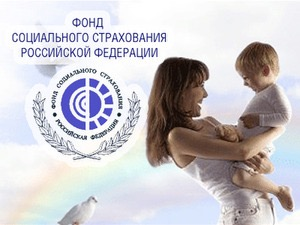 ФОНД
СОЦИАЛЬНОГО СТРАХОВАНИЯ
РОССИЙСКОЙ ФЕДЕРАЦИИ
ФОНД СОЦИАЛЬНОГО СТРАХОВАНИЯ
РОССИЙСКАЯ ФЕДЕРАЦИЯ